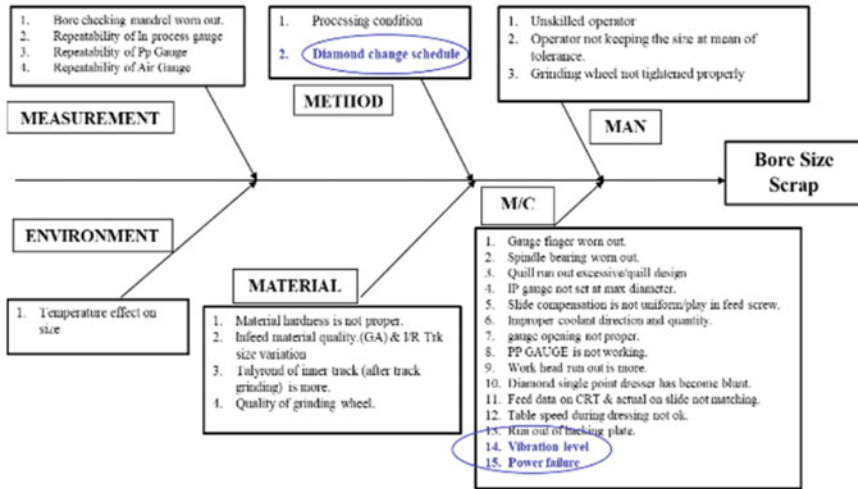 1. Bore checking mandrel worn out.
2. Repeatability of In process gauge
3. Repeatability of Pp Gauge
4. Repeatability of Air Gauge
MEASUREMENT
1. Processing condition
2. Diamond change schedule
METHOD
1. Unskilled operator
2. Operator not keeping the size at mean of
tolerance.
3. Grinding wheel not tightened properly
MAN
Bore Size
Scrap
ENVIRONMENT
1. Temperature effect on
size
MATERIAL
1. Material hardness is not proper.
2. Infeed material quality.(GA) & I/R Trk
size variation
3. Talyrond of inner track (after track
grinding) is more.
4. Quality of grinding wheel.
M/C
1. Gauge finger worn out.
2. Spindle bearing worn out.
3 Quill run out excessive/quill design
4. IP gauge not set at max diameter.
5. Slide compensation is not uniform/play in feed screw.
6. Improper coolant direction and quantity.
7. gauge opening not proper.
8. PP GAUGE is not working.
9. Work head run out is more.
10. Diamond single point dresser has become blunt.
11. Feed data on CRT & actual on slide not matching.
12. Table speed during dressing not ok.
13. Run out of backing plate.
14. Vibration level
15. Power failure